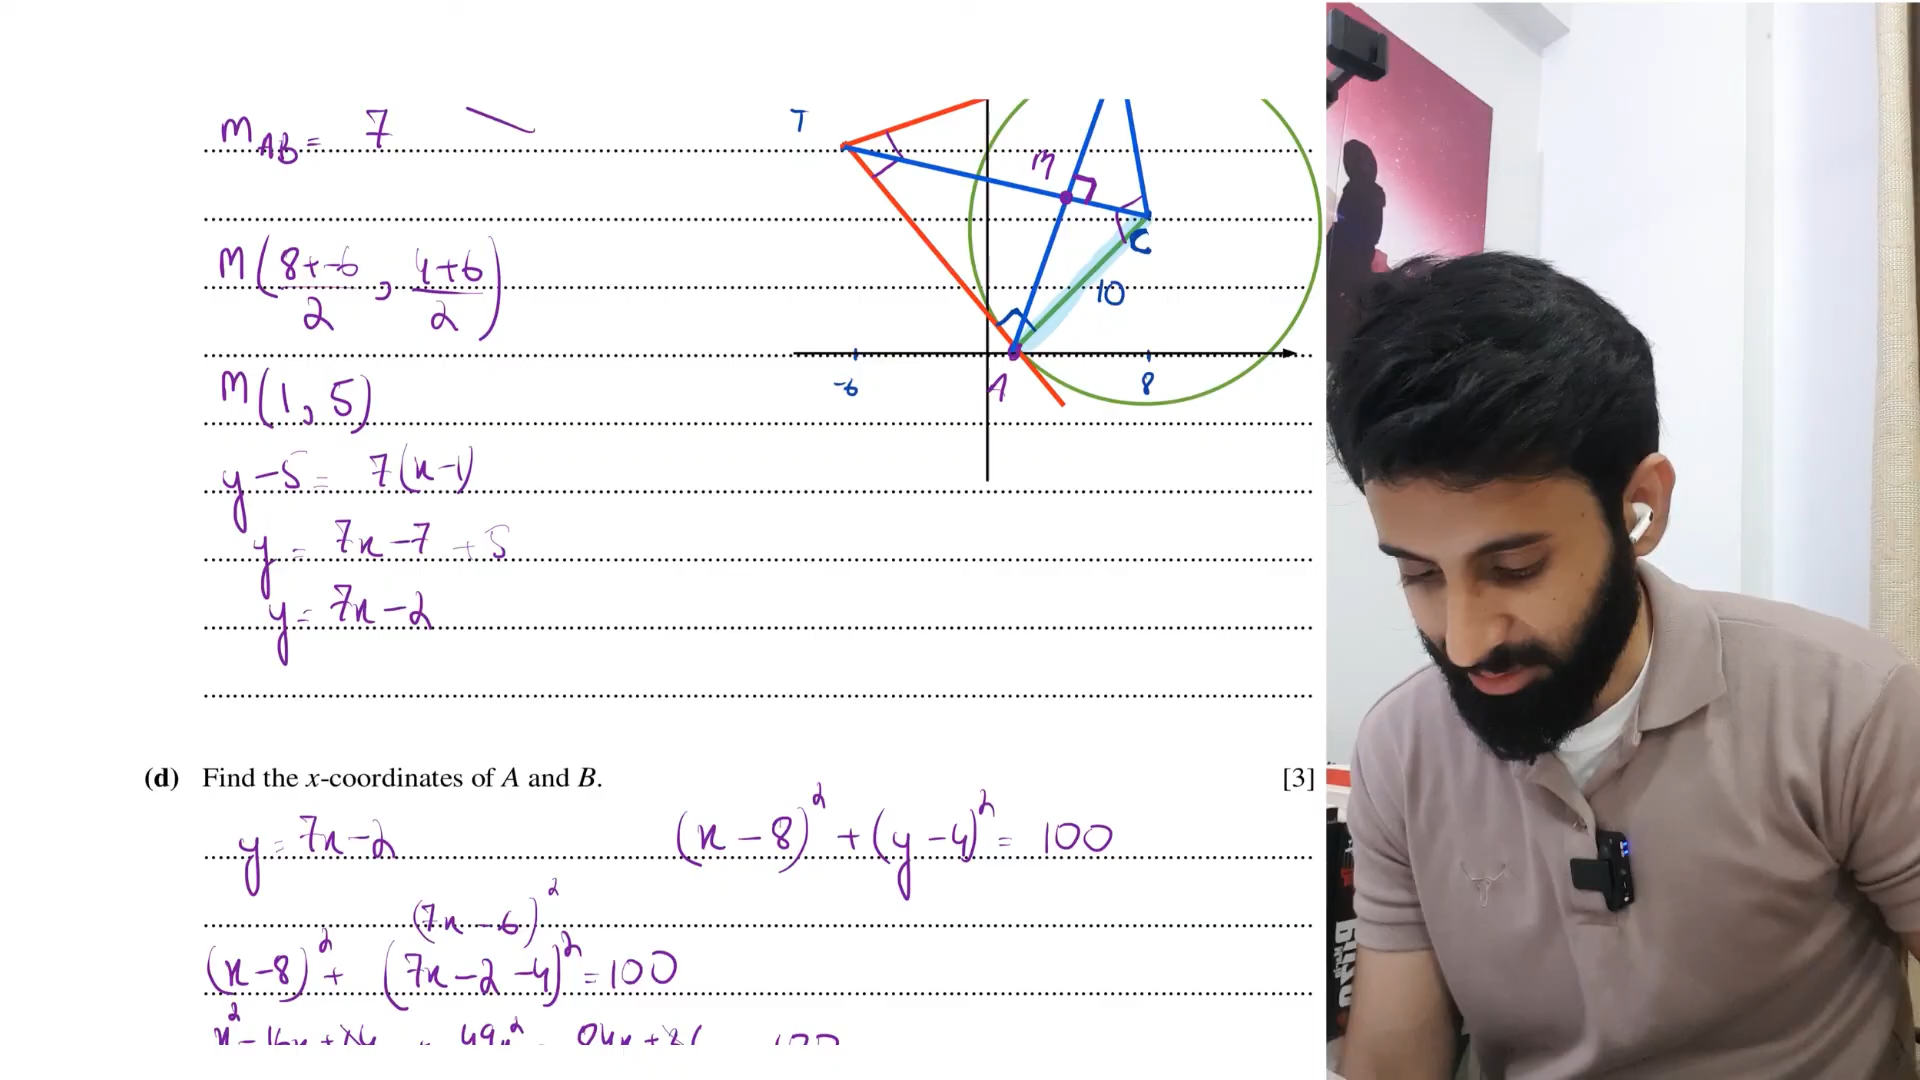 m AB = 7
T
M
M(8+-6/2, 4+6/2)
C
10
-6
A
8
M(1, 5)
y-5 = 7(x-1)
y = 7x-7 +5
y = 7x-2
(d) Find the x-coordinates of A and B. [3]
y = 7x-2 (x-8)² + (y-4)² = 100
(7x-6)²
(x-8)² + (7x-2-4)² = 100